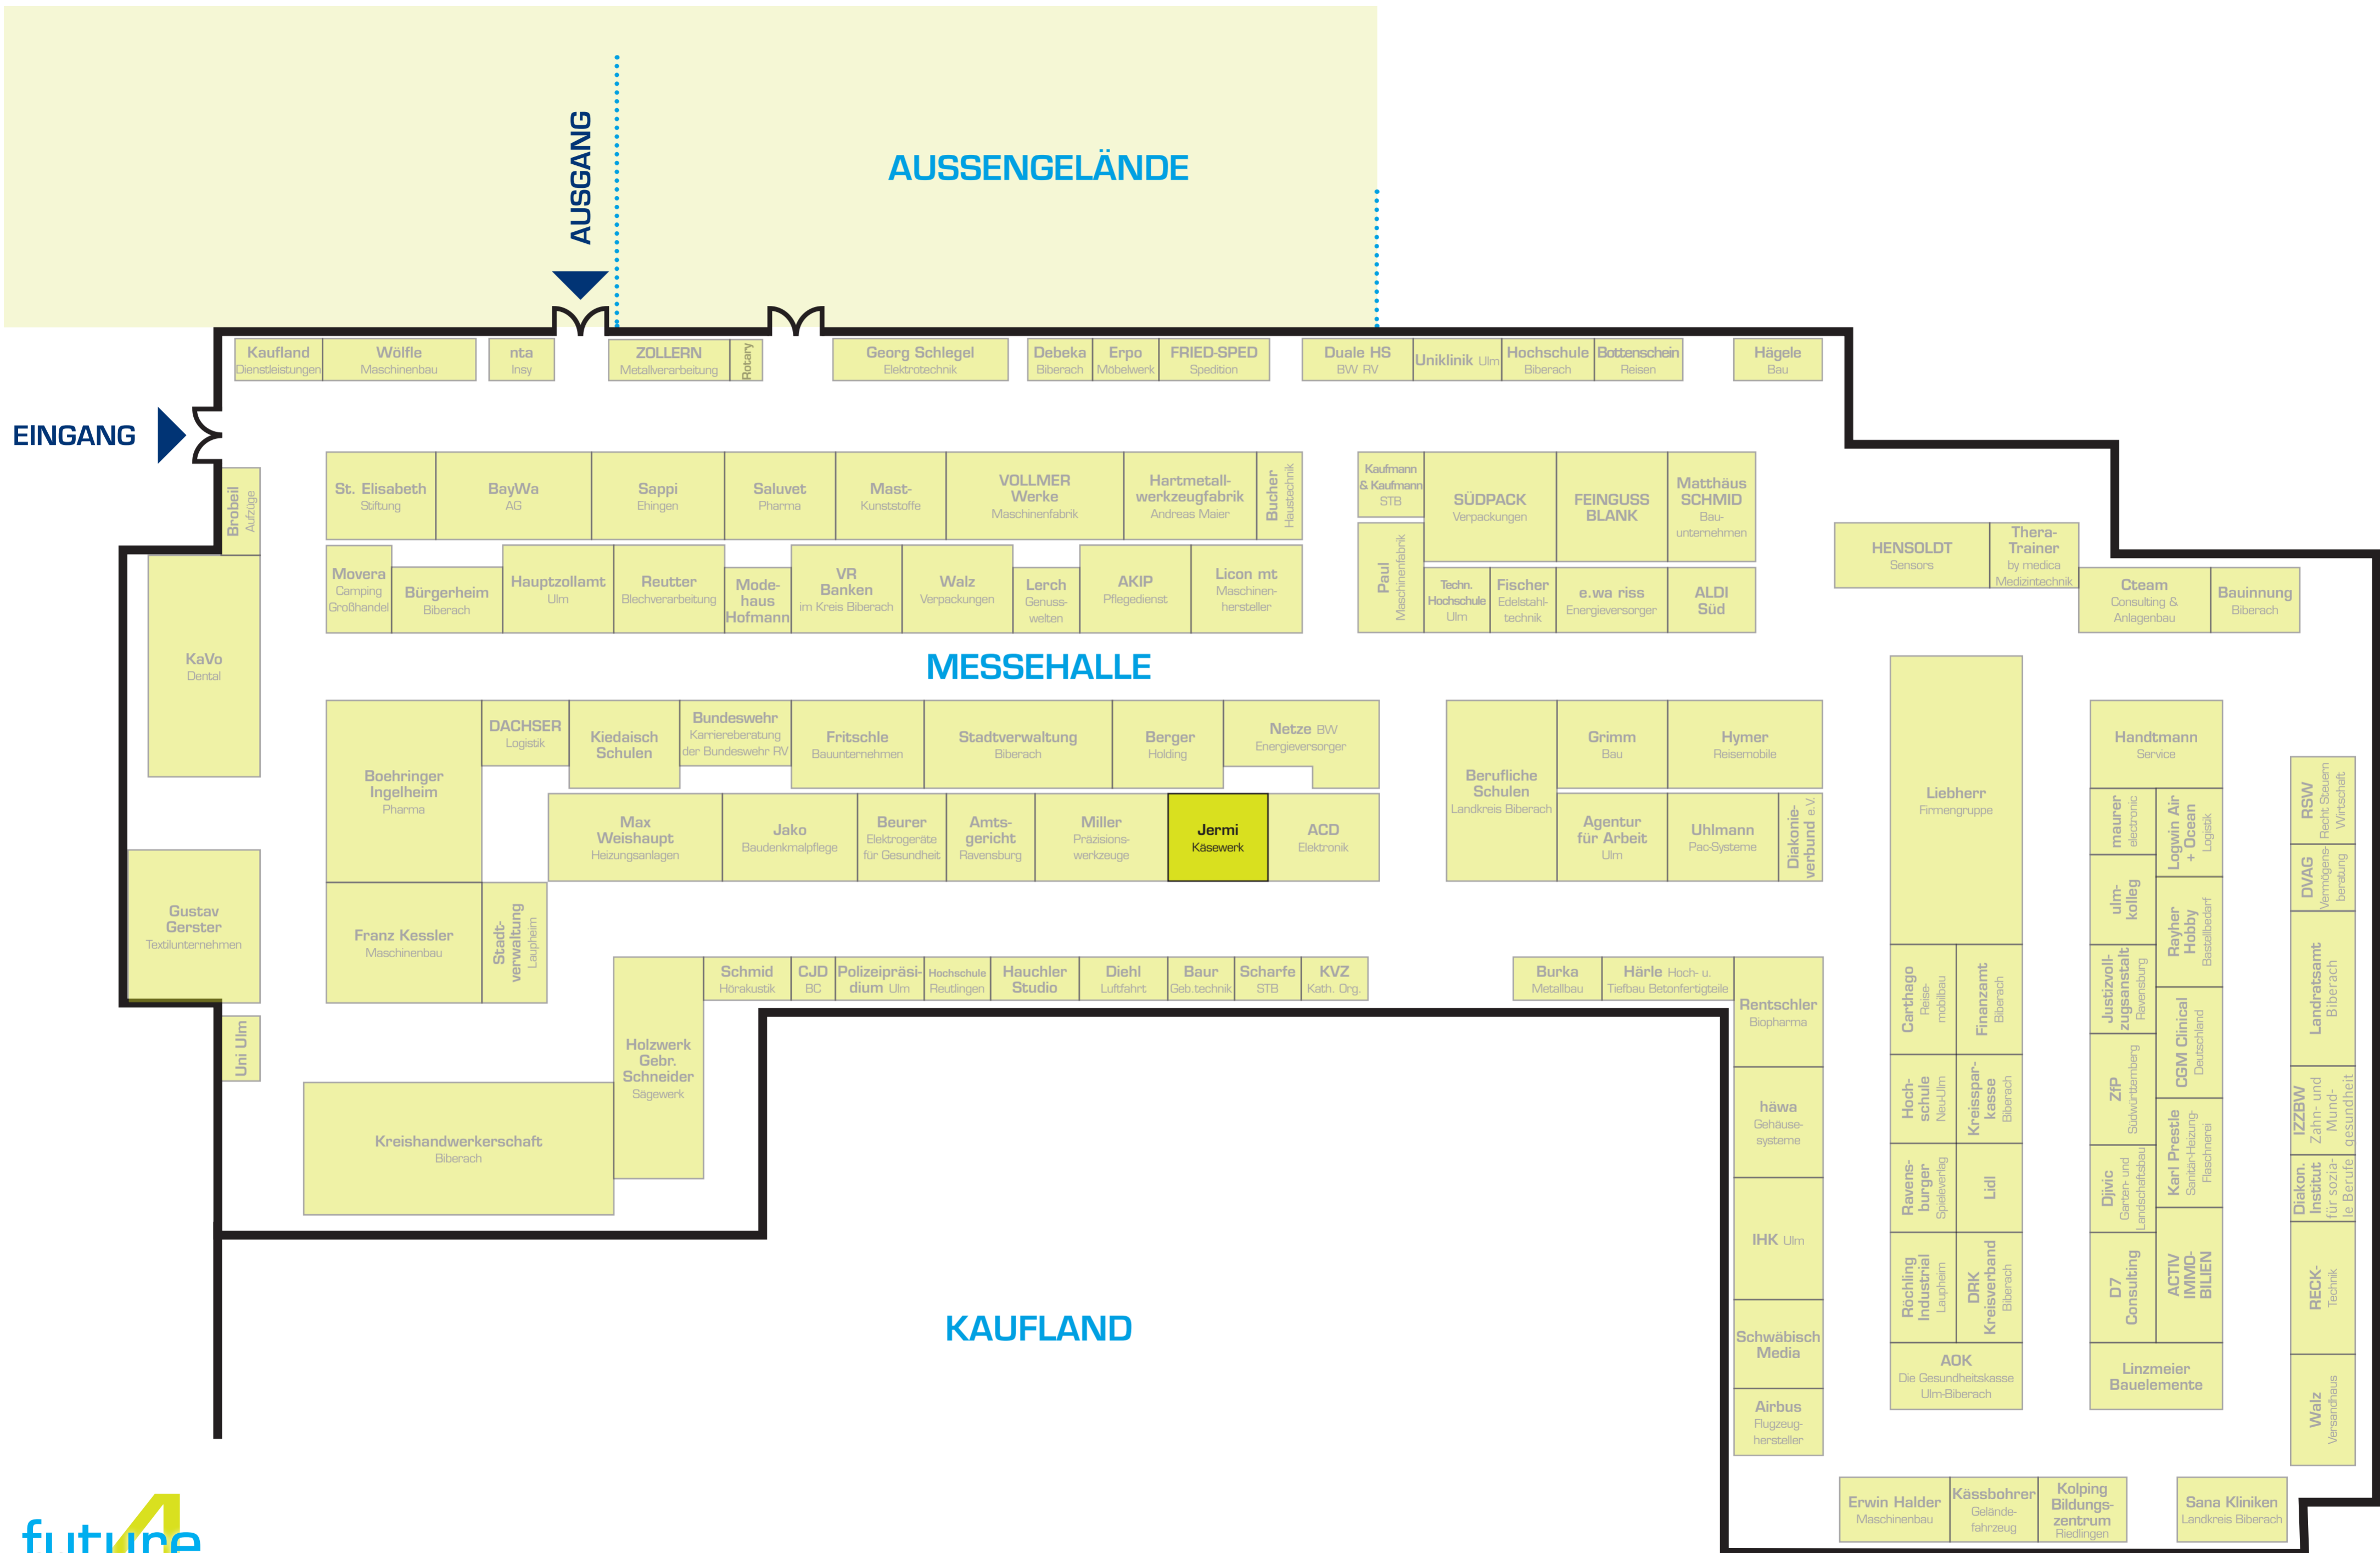 AUSGANG
AUSSENGELÄNDE
Kaufland
Dienstleistungen
Wölfle
Maschinenbau
nta
Insy
ZOLLERN
Metallverarbeitung
Rotary
Georg Schlegel
Elektrotechnik
Debeka
Biberach
Erpo
Möbelwerk
FRIED-SPED
Spedition
Duale HS
BW RV
Uniklinik Ulm
Hochschule
Biberach
Bottenschein
Reisen
Hägele
Bau
EINGANG
Brobeil
Aufzüge
St. Elisabeth
Stiftung
BayWa
AG
Sappi
Ehingen
Saluvet
Pharma
Mast-
Kunststoffe
VOLLMER
Werke
Maschinenfabrik
Hartmetall-
werkzeugfabrik
Andreas Maier
Bucher
Haustechnik
Kaufmann
& Kaufmann
STB
SÜDPACK
Verpackungen
FEINGUSS
BLANK
Matthäus
SCHMID
Bau-
unternehmen
Movera
Camping
Großhandel
Bürgerheim
Biberach
Hauptzollamt
Ulm
Reutter
Blechverarbeitung
Mode-
haus
Hofmann
VR
Banken
im Kreis Biberach
Walz
Verpackungen
Lerch
Genuss-
welten
AKIP
Pflegedienst
Licon mt
Maschinen-
hersteller
Paul
Maschinenfabrik
Techn.
Hochschule
Ulm
Fischer
Edelstahl-
technik
e.wa riss
Energieversorger
ALDI
Süd
HENSOLDT
Sensors
Thera-
Trainer
by medica
Medizintechnik
Cteam
Consulting &
Anlagenbau
Bauinnung
Biberach
KaVo
Dental
MESSEHALLE
Boehringer
Ingelheim
Pharma
DACHSER
Logistik
Kiedaisch
Schulen
Bundeswehr
Karriereberatung
der Bundeswehr RV
Fritschle
Bauunternehmen
Stadtverwaltung
Biberach
Berger
Holding
Netze BW
Energieversorger
Berufliche
Schulen
Landkreis Biberach
Grimm
Bau
Hymer
Reisemobile
Max
Weishaupt
Heizungsanlagen
Jako
Baudenkmalpflege
Beurer
Elektrogeräte
für Gesundheit
Amts-
gericht
Ravensburg
Miller
Präzisions-
werkzeuge
Jermi
Käsewerk
ACD
Elektronik
Agentur
für Arbeit
Ulm
Uhlmann
Pac-Systeme
Diakonie-
verbund e.V.
Gustav
Gerster
Textilunternehmen
Franz Kessler
Maschinenbau
Stadt-
verwaltung
Laupheim
Uni Ulm
Holzwerk
Gebr.
Schneider
Sägewerk
Kreishandwerkerschaft
Biberach
Schmid
Hörakustik
CJD
BC
Polizeipräsi-
dium Ulm
Hochschule
Reutlingen
Hauchler
Studio
Diehl
Luftfahrt
Baur
Geb.technik
Scharfe
STB
KVZ
Kath. Org.
Burka
Metallbau
Härle Hoch- u.
Tiefbau Betonfertigteile
Rentschler
Biopharma
häwa
Gehäuse-
systeme
IHK Ulm
Schwäbisch
Media
Airbus
Flugzeug-
hersteller
KAUFLAND
Liebherr
Firmengruppe
Carthago
Reise-
mobilbau
Finanzamt
Biberach
Hoch-
schule
Neu-Ulm
Kreisspar-
kasse
Biberach
Ravens-
burger
Spieleverlag
Lidl
Röchling
Industrial
Laupheim
DRK
Kreisverband
Biberach
AOK
Die Gesundheitskasse
Ulm-Biberach
Handtmann
Service
maurer
electronic
Logwin Air
+ Ocean
Logistik
ulm-
kolleg
Rayher
Hobby
Bastelbedarf
Justizvoll-
zugsanstalt
Ravensburg
CGM Clinical
Deutschland
ZfP
Südwürttemberg
Karl Prestle
Sanitär-Heizung-
Flaschnerei
Djivic
Garten- und
Landschaftsbau
D7
Consulting
ACTIV
IMMO-
BILIEN
Linzmeier
Bauelemente
RSW
Recht Steuern
Wirtschaft
DVAG
Vermögens-
beratung
Landratsamt
Biberach
IZZBW
Zahn- und
Mund-
gesundheit
Diakon.
Institut
für sozia-
le Berufe
RECK-
Technik
Walz
Versandhaus
Erwin Halder
Maschinenbau
Kässbohrer
Gelände-
fahrzeug
Kolping
Bildungs-
zentrum
Riedlingen
Sana Kliniken
Landkreis Biberach
future
4